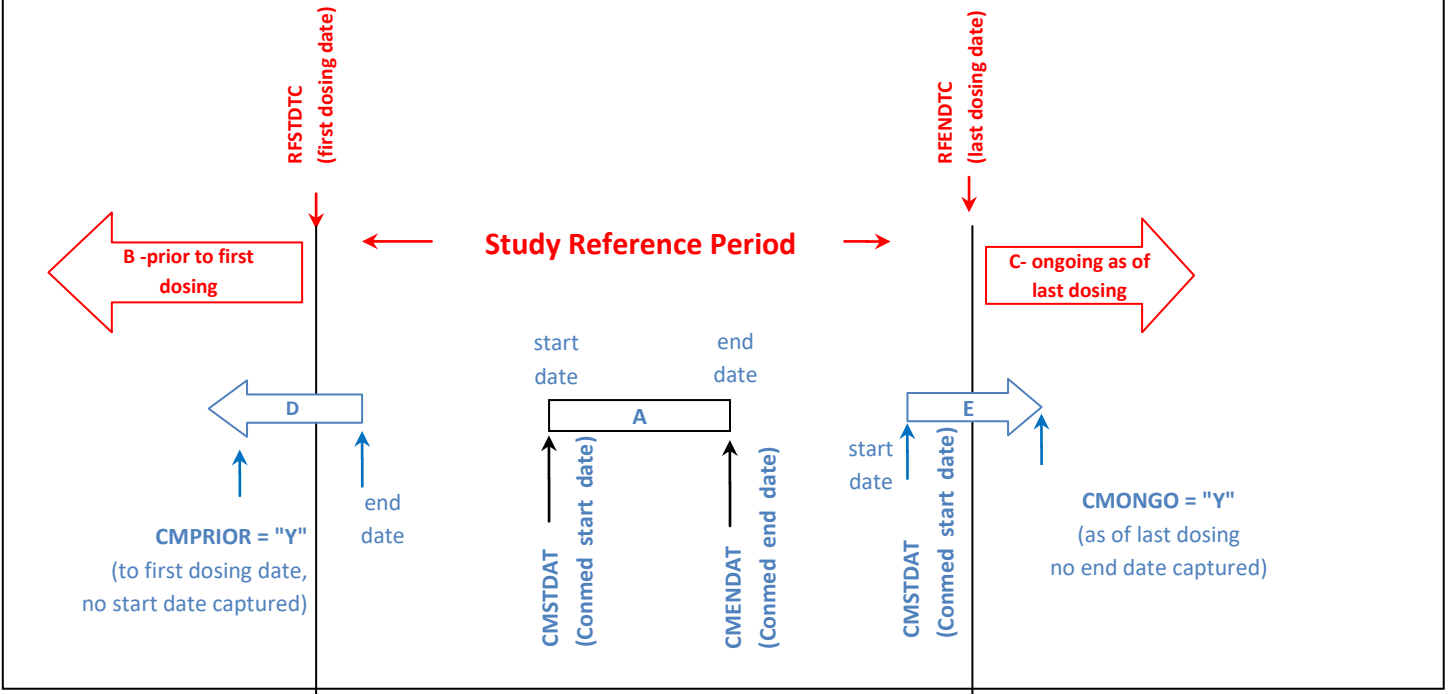 RFSTDTC
(first dosing date)
RFENDTC
(last dosing date)
B -prior to first
dosing
Study Reference Period
C- ongoing as of
last dosing
start
date
end
date
D
A
E
end
date
start
date
CMPRIOR = "Y"
(to first dosing date,
no start date captured)
CMSTDAT
(Conmed start date)
CMENDAT
(Conmed end date)
CMSTDAT
(Conmed start date)
CMONGO = "Y"
(as of last dosing
no end date captured)